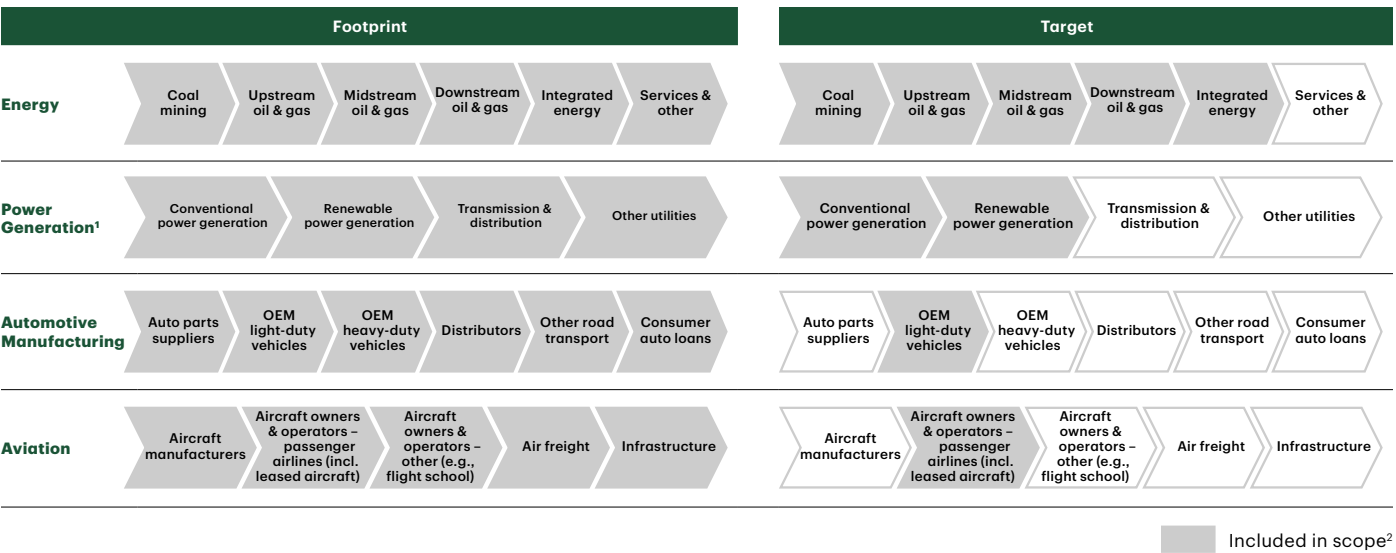 Footprint
Target
Energy
Coal
mining
Upstream
oil & gas
Midstream
oil & gas
Downstream
oil & gas
Integrated
energy
Services &
other
Coal
mining
Upstream
oil & gas
Midstream
oil & gas
Downstream
oil & gas
Integrated
energy
Services &
other
Power
Generation¹
Conventional
power generation
Renewable
power generation
Transmission &
distribution
Other utilities
Conventional
power generation
Renewable
power generation
Transmission &
distribution
Other utilities
Automotive
Manufacturing
Auto parts
suppliers
OEM
light-duty
vehicles
OEM
heavy-duty
vehicles
Distributors
Other road
transport
Consumer
auto loans
Auto parts
suppliers
OEM
light-duty
vehicles
OEM
heavy-duty
vehicles
Distributors
Other road
transport
Consumer
auto loans
Aviation
Aircraft
manufacturers
Aircraft owners
& operators –
passenger
airlines (incl.
leased aircraft)
Aircraft
owners &
operators –
other (e.g.,
flight school)
Air freight
Infrastructure
Aircraft
manufacturers
Aircraft owners
& operators –
passenger
airlines (incl.
leased aircraft)
Aircraft
owners &
operators –
other (e.g.,
flight school)
Air freight
Infrastructure
Included in scope²